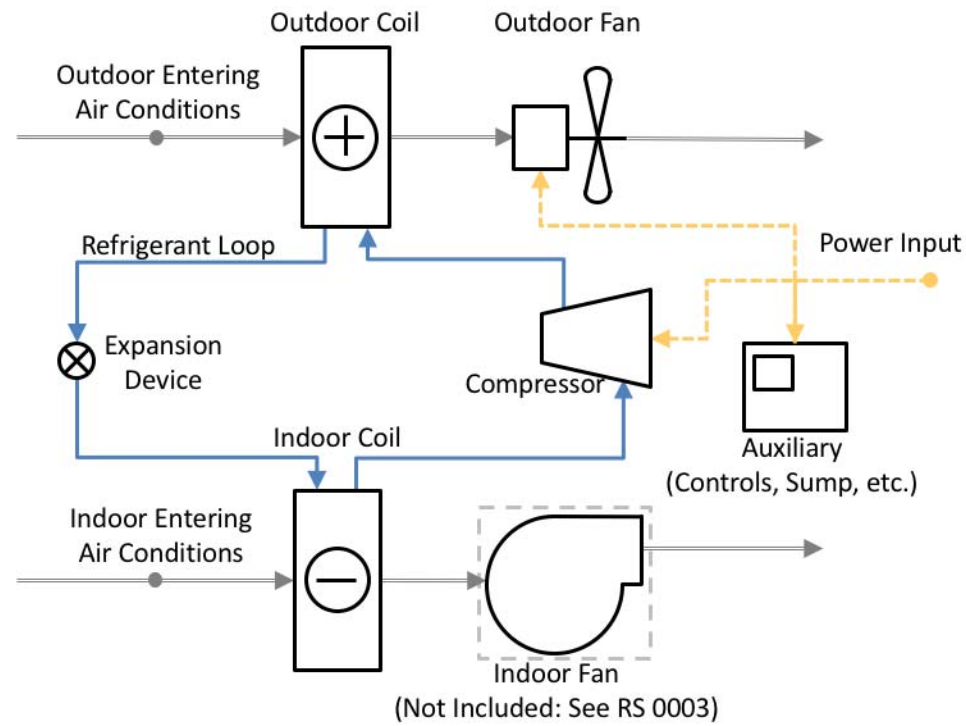 Outdoor Coil
Outdoor Fan
Outdoor Entering
Air Conditions
Refrigerant Loop
Power Input
Expansion
Device
Compressor
Indoor Coil
Auxiliary
(Controls, Sump, etc.)
Indoor Entering
Air Conditions
Indoor Fan
(Not Included: See RS 0003)